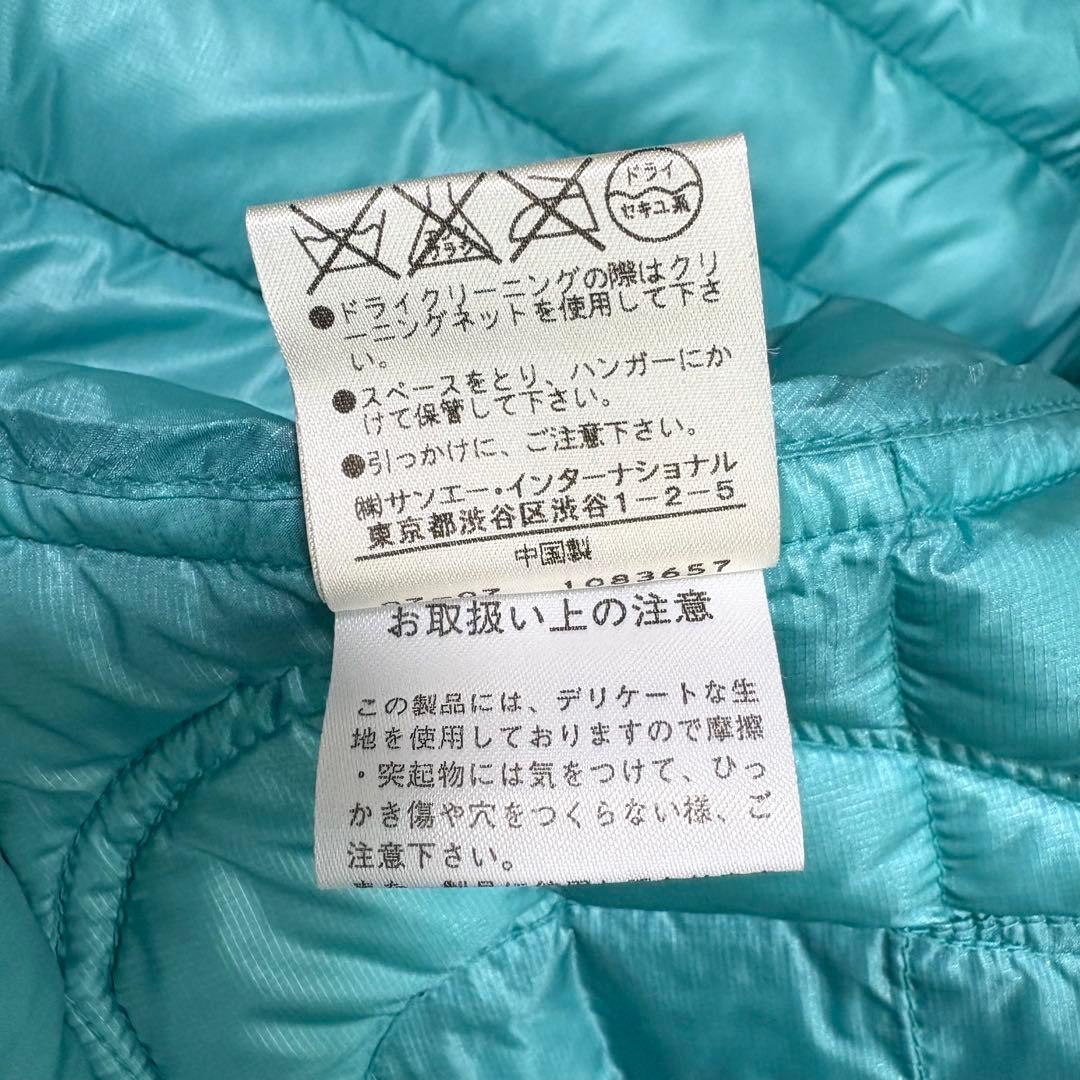 ドライ
セキユ系
●ドライクリーニングの際はクリ
ーニングネットを使用して下さ
い。
●スペースをとり、ハンガーにか
けて保管して下さい。
●引っかけに、ご注意下さい。
㈱サンエー・インターナショナル
東京都渋谷区渋谷1-2-5
中国製
1083657
お取扱い上の注意
この製品には、デリケートな生
地を使用しておりますので摩擦
・突起物には気をつけて、ひっ
かき傷や穴をつくらない様、ご
注意下さい。